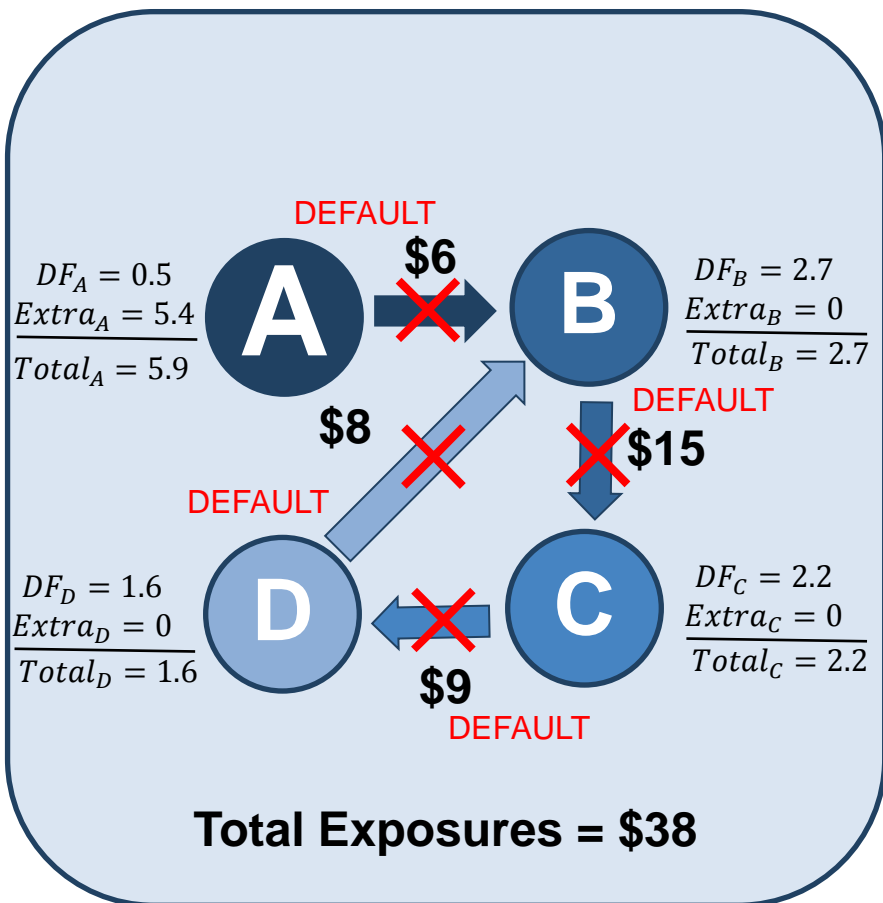 DEFAULT
$6
A
B
DF_A = 0.5
Extra_A = 5.4
Total_A = 5.9
DF_B = 2.7
Extra_B = 0
Total_B = 2.7
DEFAULT
$8
$15
DEFAULT
DF_D = 1.6
Extra_D = 0
Total_D = 1.6
D
C
DF_C = 2.2
Extra_C = 0
Total_C = 2.2
$9
DEFAULT
Total Exposures = $38